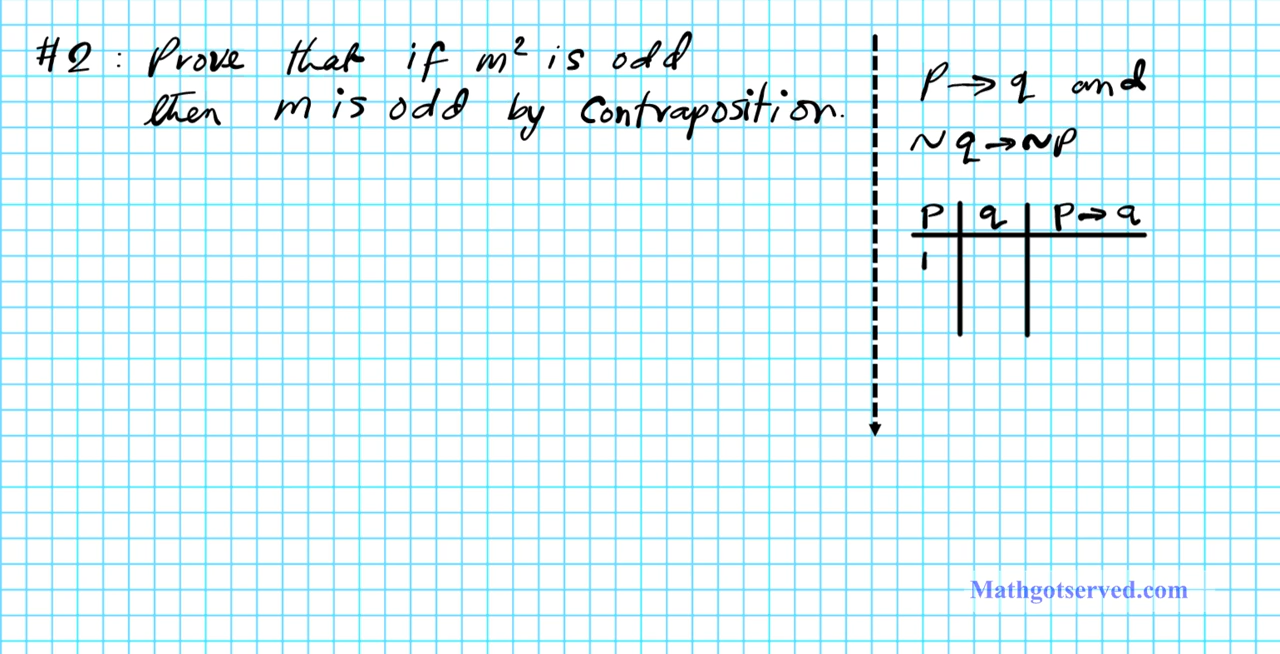 #2 : Prove that if m² is odd
then m is odd by Contraposition.
P → q and
~q → ~P
P | q | P → q
1
Mathgotserved.com